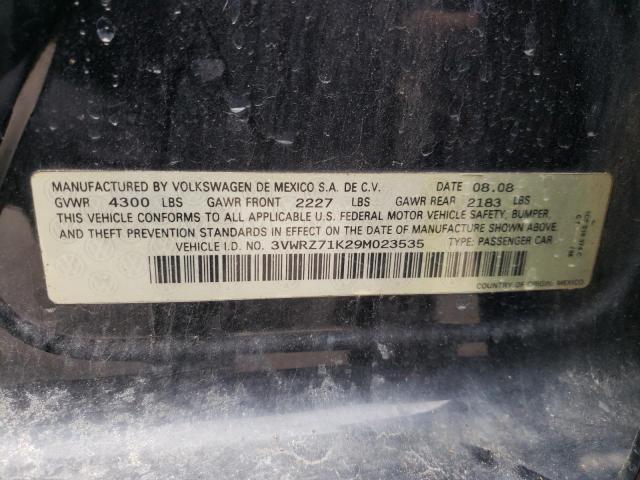 MANUFACTURED BY VOLKSWAGEN DE MEXICO S.A. DE C.V. DATE 08.08
GVWR 4300 LBS GAWR FRONT 2227 LBS GAWR REAR 2183 LBS
THIS VEHICLE CONFORMS TO ALL APPLICABLE U.S. FEDERAL MOTOR VEHICLE SAFETY, BUMPER,
AND THEFT PREVENTION STANDARDS IN EFFECT ON THE DATE OF MANUFACTURE SHOWN ABOVE.
VEHICLE I.D. NO. 3VWRZ71K29M023535 TYPE: PASSENGER CAR
COUNTRY OF ORIGIN: MEXICO